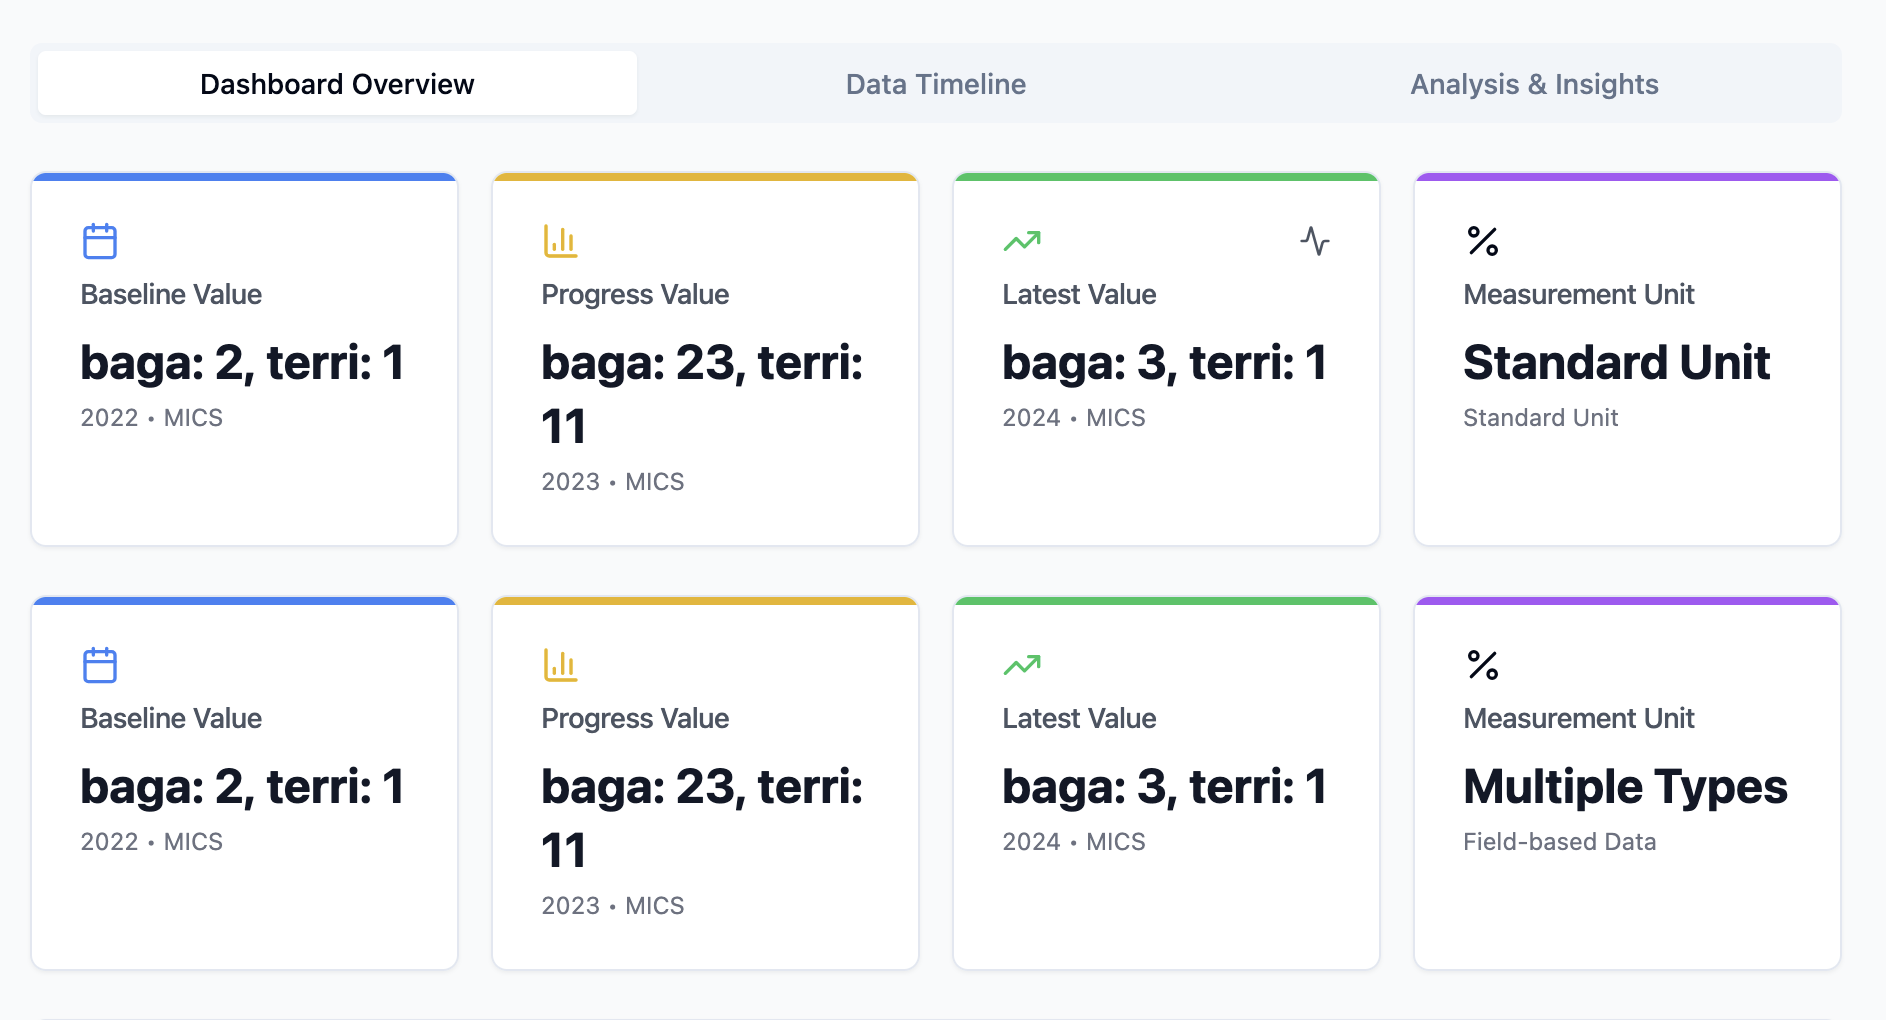 Dashboard Overview
Data Timeline
Analysis & Insights
Baseline Value
baga: 2, terri: 1
2022 • MICS
Progress Value
baga: 23, terri:
11
2023 • MICS
Latest Value
baga: 3, terri: 1
2024 • MICS
Measurement Unit
Standard Unit
Standard Unit
Baseline Value
baga: 2, terri: 1
2022 • MICS
Progress Value
baga: 23, terri:
11
2023 • MICS
Latest Value
baga: 3, terri: 1
2024 • MICS
Measurement Unit
Multiple Types
Field-based Data